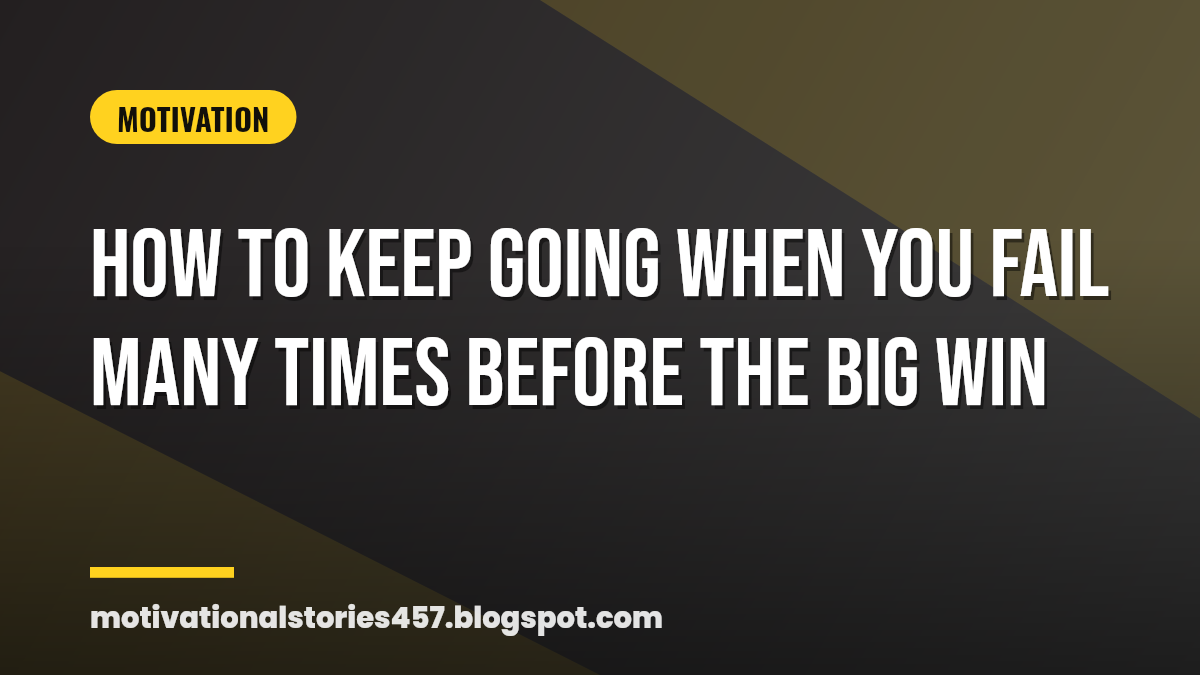 MOTIVATION
HOW TO KEEP GOING WHEN YOU FAIL
MANY TIMES BEFORE THE BIG WIN
motivationalstories457.blogspot.com